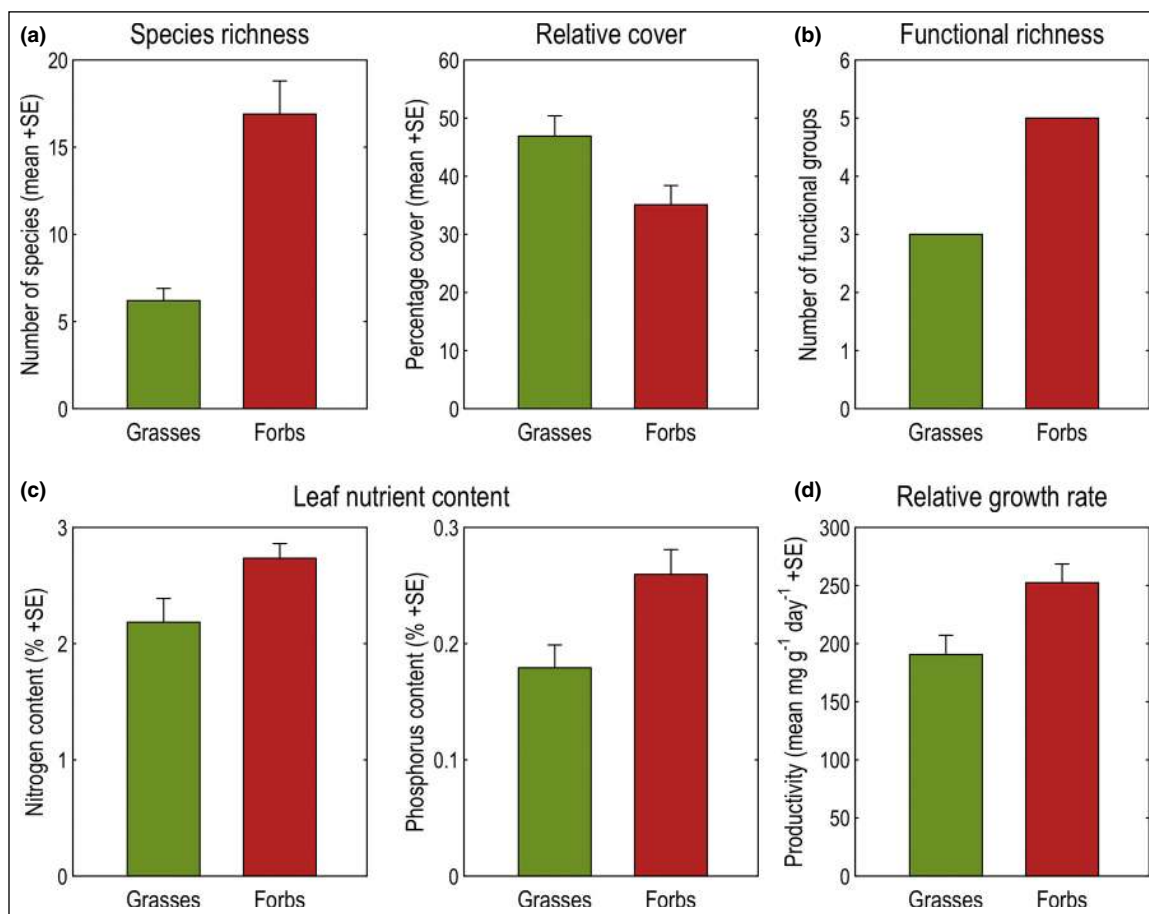 (a)
Species richness
Number of species (mean +SE)
20
15
10
5
0
Grasses
Forbs
Relative cover
Percentage cover (mean +SE)
60
50
40
30
20
10
0
Grasses
Forbs
(b)
Functional richness
Number of functional groups
6
5
4
3
2
1
0
Grasses
Forbs
(c)
Leaf nutrient content
Nitrogen content (% +SE)
3
2
1
0
Grasses
Forbs
Phosphorus content (% +SE)
0.3
0.2
0.1
0
Grasses
Forbs
(d)
Relative growth rate
Productivity (mean mg g⁻¹ day⁻¹ +SE)
300
250
200
150
100
50
0
Grasses
Forbs